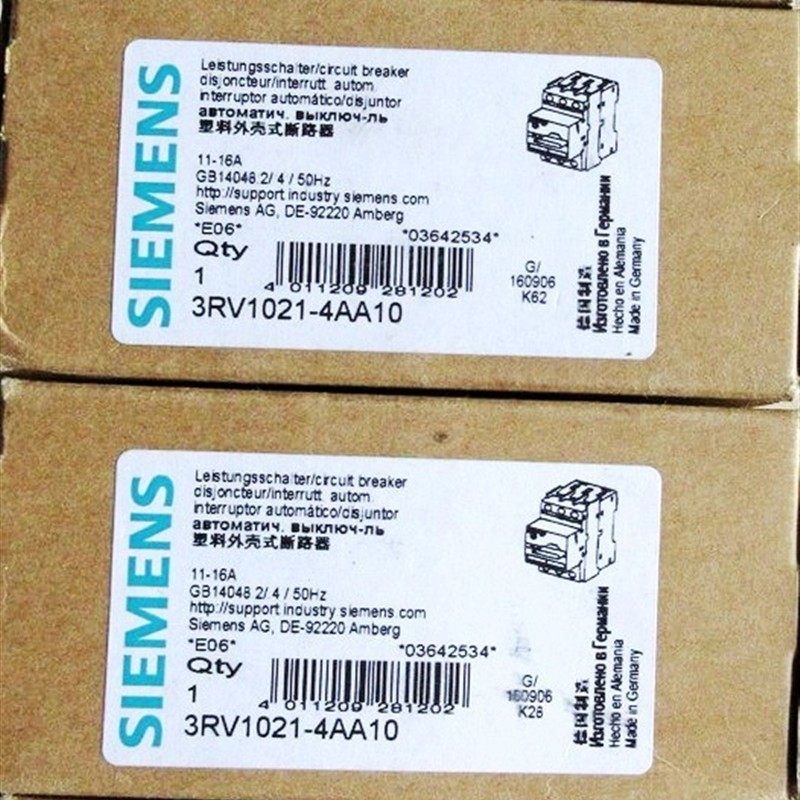 SIEMENS
Leistungsschalter/circuit breaker
disjoncteur/interrutt. autom.
interruptor automático/disjuntor
автоматич. выключ-ль
塑料外壳式断路器
11-16A
GB14048.2/ 4 / 50Hz
http://support industry siemens com
Siemens AG, DE-92220 Amberg
*E06* *03642534*
Qty
1
4 011209 281202
3RV1021-4AA10
G/
160906
K62
德国制造
Изготовлено в Германии
Hecho en Alemania
Made in Germany
SIEMENS
Leistungsschalter/circuit breaker
disjoncteur/interrutt. autom.
interruptor automático/disjuntor
автоматич. выключ-ль
塑料外壳式断路器
11-16A
GB14048 2/ 4 / 50Hz
http://support industry siemens com
Siemens AG, DE-92220 Amberg
*E06* *03642534*
Qty
1
4 011209 281202
3RV1021-4AA10
G/
160906
K28
德国制造
Изготовлено в Германии
Hecho en Alemania
Made in Germany